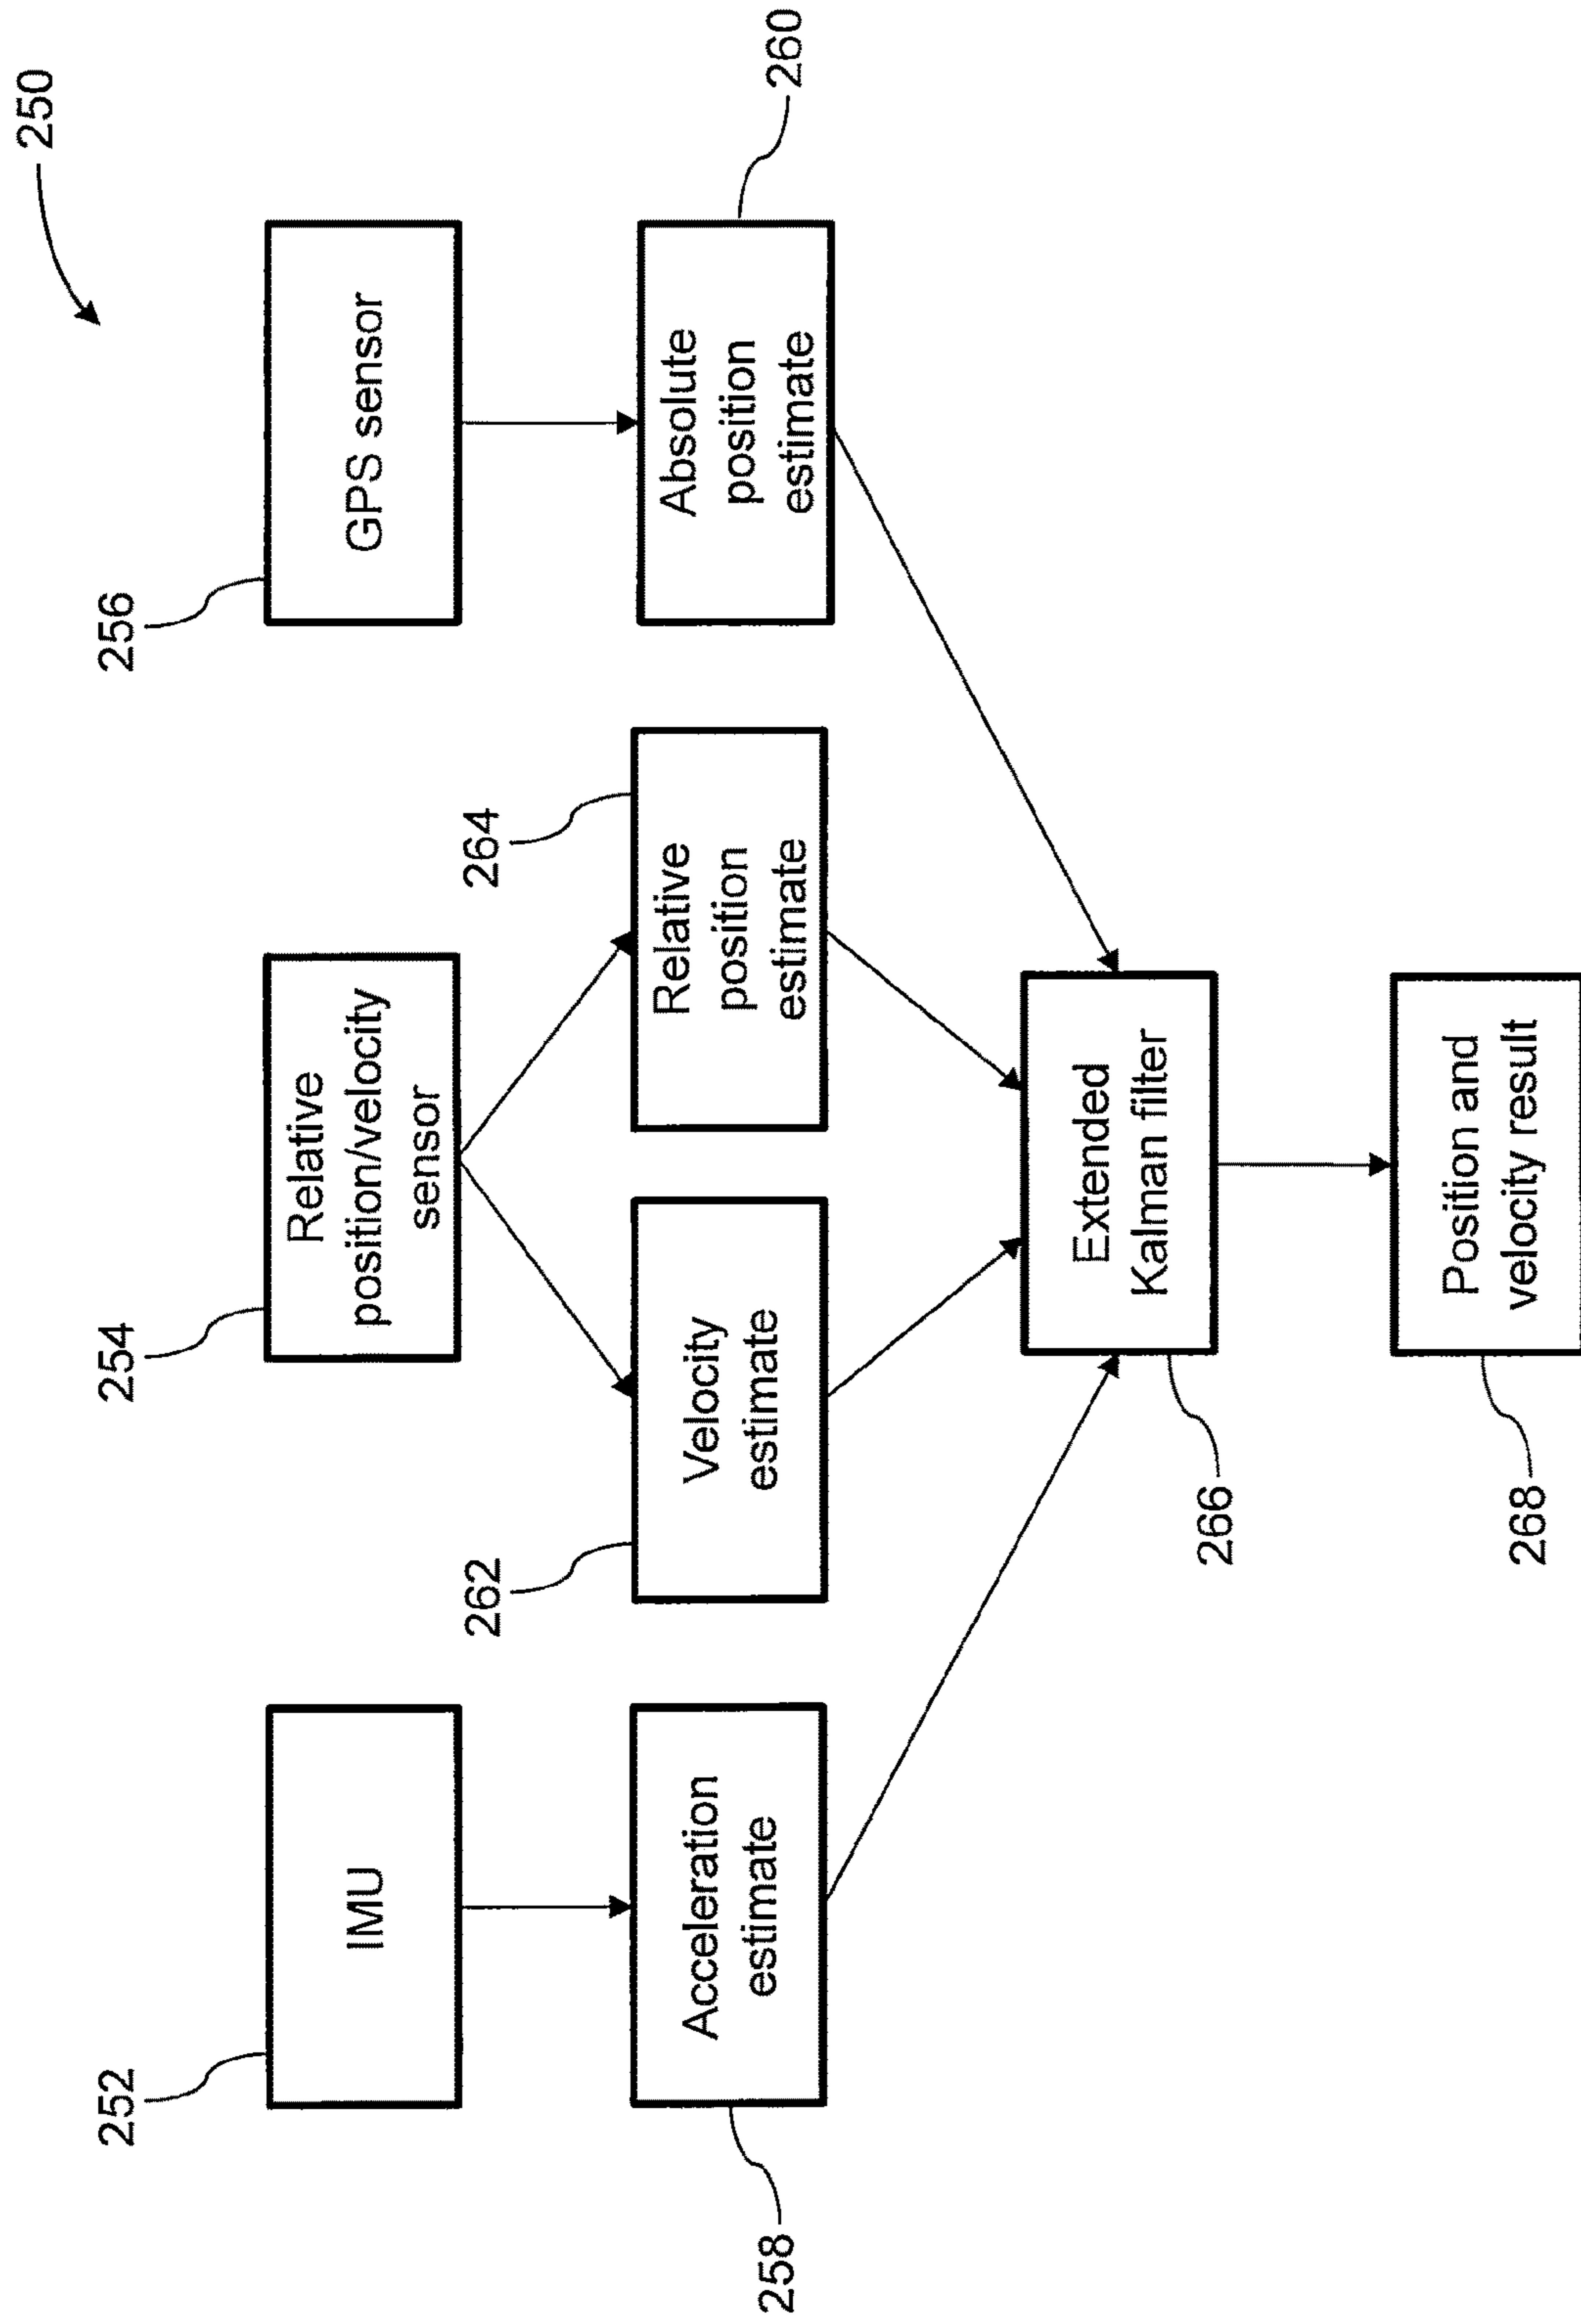 250
252
IMU
254
Relative
position/velocity
sensor
256
GPS sensor
258
Acceleration
estimate
262
Velocity
estimate
264
Relative
position
estimate
Absolute
position
estimate
260
Extended
Kalman filter
266
Position and
velocity result
268